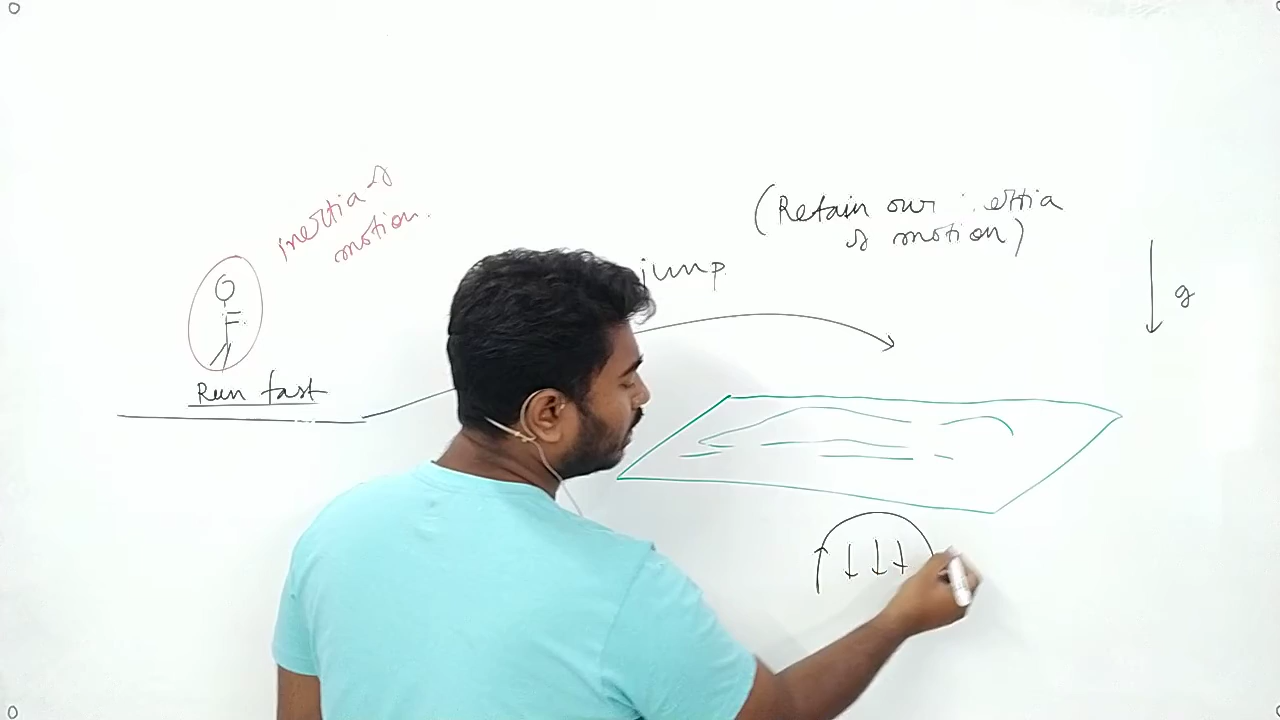 inertia of
motion.
Run fast
jump
(Retain our
of motion)
g